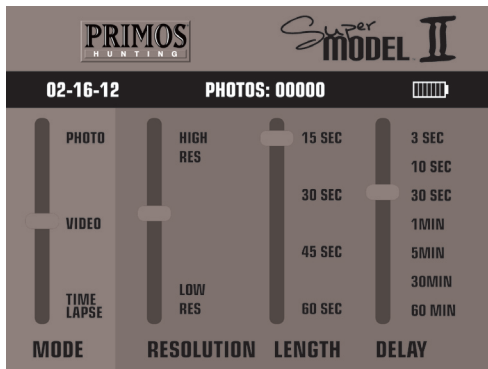 PRIMOS
HUNTING
Super
MODEL II
02-16-12 PHOTOS: 00000
PHOTO
VIDEO
TIME
LAPSE
MODE
HIGH
RES
LOW
RES
RESOLUTION
15 SEC
30 SEC
45 SEC
60 SEC
LENGTH
3 SEC
10 SEC
30 SEC
1MIN
5MIN
30MIN
60 MIN
DELAY